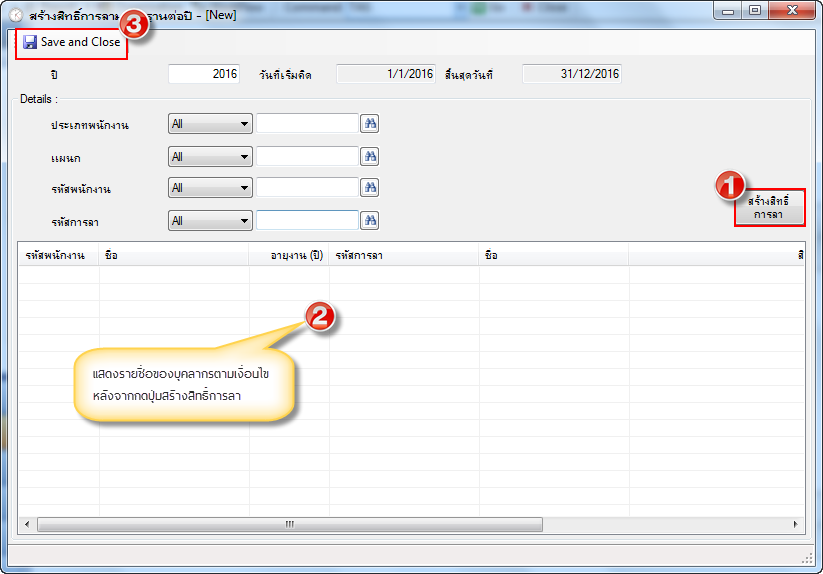 สร้างสิทธิ์การลา านต่อปี - [New]
3
Save and Close
ปี 2016 วันที่เริ่มคิด 1/1/2016 สิ้นสุดวันที่ 31/12/2016
Details :
ประเภทพนักงาน All
แผนก All
รหัสพนักงาน All
1
สร้างสิทธิ์
การลา
รหัสการลา All
รหัสพนักงาน ชื่อ อายุงาน (ปี) รหัสการลา ชื่อ สิ
2
แสดงรายชื่อของบุคลากรตามเงื่อนไข
หลังจากกดปุ่มสร้างสิทธิ์การลา